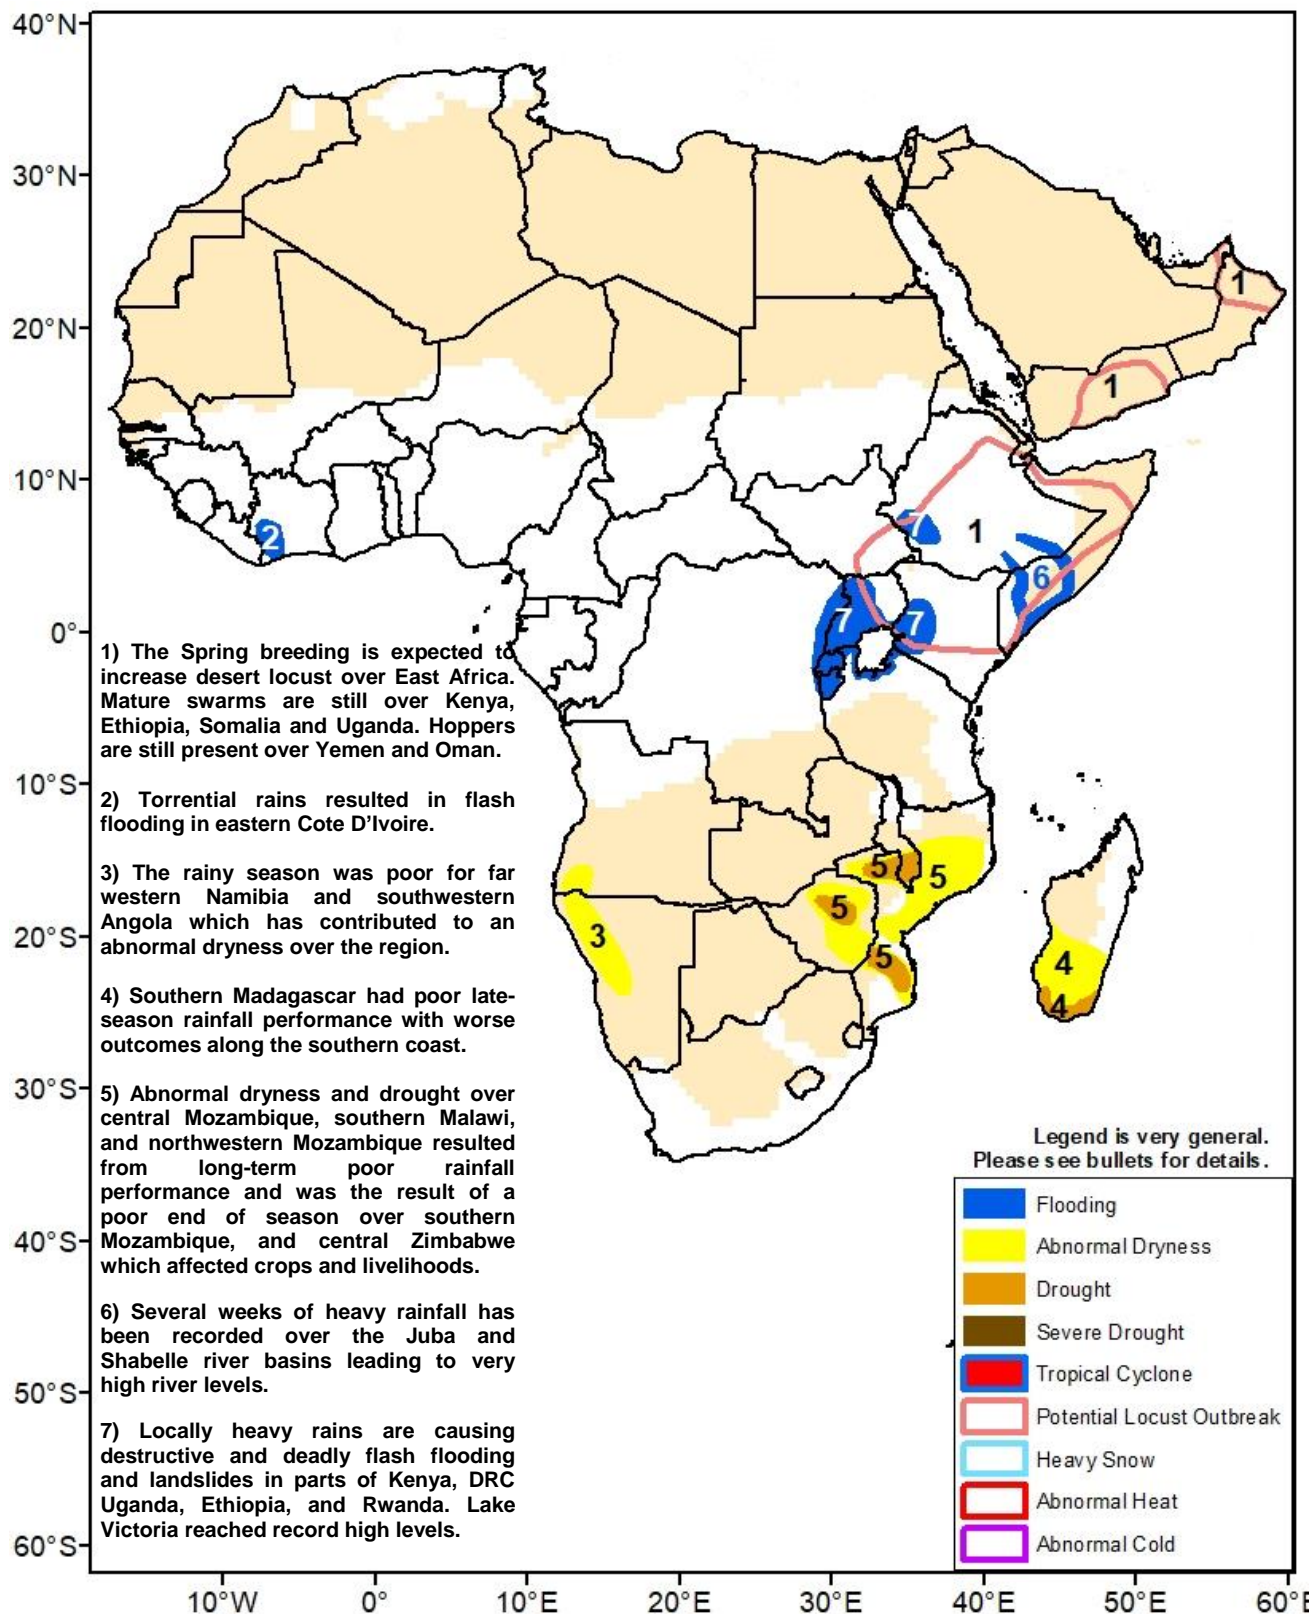 40°N
30°N
20°N
10°N
0°
10°S
20°S
30°S
40°S
50°S
60°S
1
1
2
7
1
6
7
7
5
5
5
5
3
4
4
1) The Spring breeding is expected to
increase desert locust over East Africa.
Mature swarms are still over Kenya,
Ethiopia, Somalia and Uganda. Hoppers
are still present over Yemen and Oman.
2) Torrential rains resulted in flash
flooding in eastern Cote D’Ivoire.
3) The rainy season was poor for far
western Namibia and southwestern
Angola which has contributed to an
abnormal dryness over the region.
4) Southern Madagascar had poor late-
season rainfall performance with worse
outcomes along the southern coast.
5) Abnormal dryness and drought over
central Mozambique, southern Malawi,
and northwestern Mozambique resulted
from long-term poor rainfall
performance and was the result of a
poor end of season over southern
Mozambique, and central Zimbabwe
which affected crops and livelihoods.
6) Several weeks of heavy rainfall has
been recorded over the Juba and
Shabelle river basins leading to very
high river levels.
7) Locally heavy rains are causing
destructive and deadly flash flooding
and landslides in parts of Kenya, DRC
Uganda, Ethiopia, and Rwanda. Lake
Victoria reached record high levels.
Legend is very general.
Please see bullets for details.
Flooding
Abnormal Dryness
Drought
Severe Drought
Tropical Cyclone
Potential Locust Outbreak
Heavy Snow
Abnormal Heat
Abnormal Cold
10°W
0°
10°E
20°E
30°E
40°E
50°E
60°E